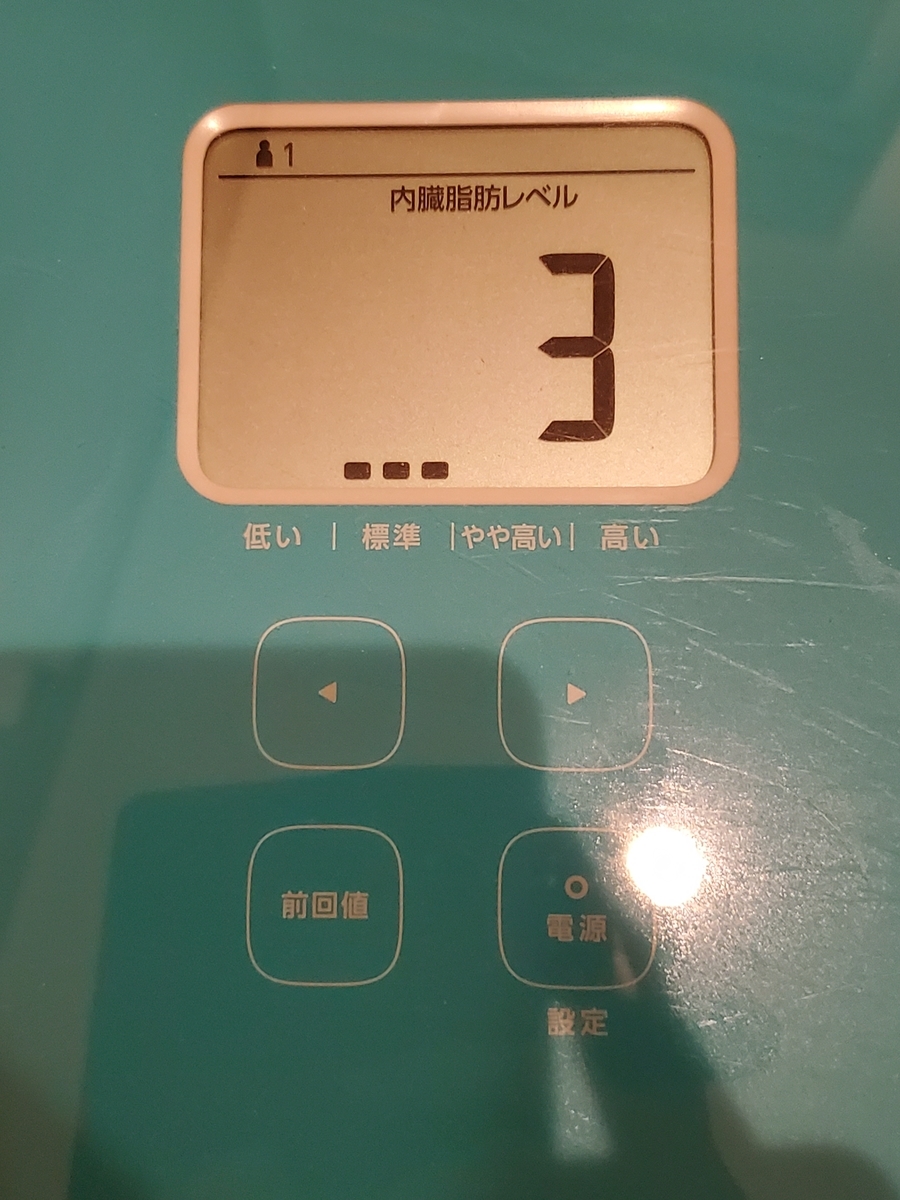 1
内臓脂肪レベル
3
低い | 標準 |やや高い| 高い
前回値
電源
設定